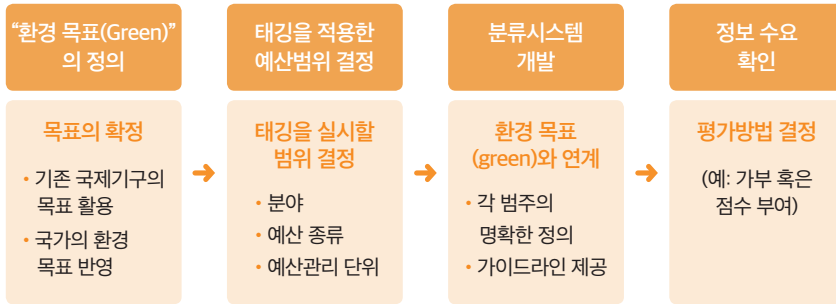 “환경 목표(Green)”
의 정의
목표의 확정
• 기존 국제기구의
목표 활용
• 국가의 환경
목표 반영
태깅을 적용한
예산범위 결정
태깅을 실시할
범위 결정
• 분야
• 예산 종류
• 예산관리 단위
분류시스템
개발
환경 목표
(green)와 연계
• 각 범주의
명확한 정의
• 가이드라인 제공
정보 수요
확인
평가방법 결정
(예: 가부 혹은
점수 부여)